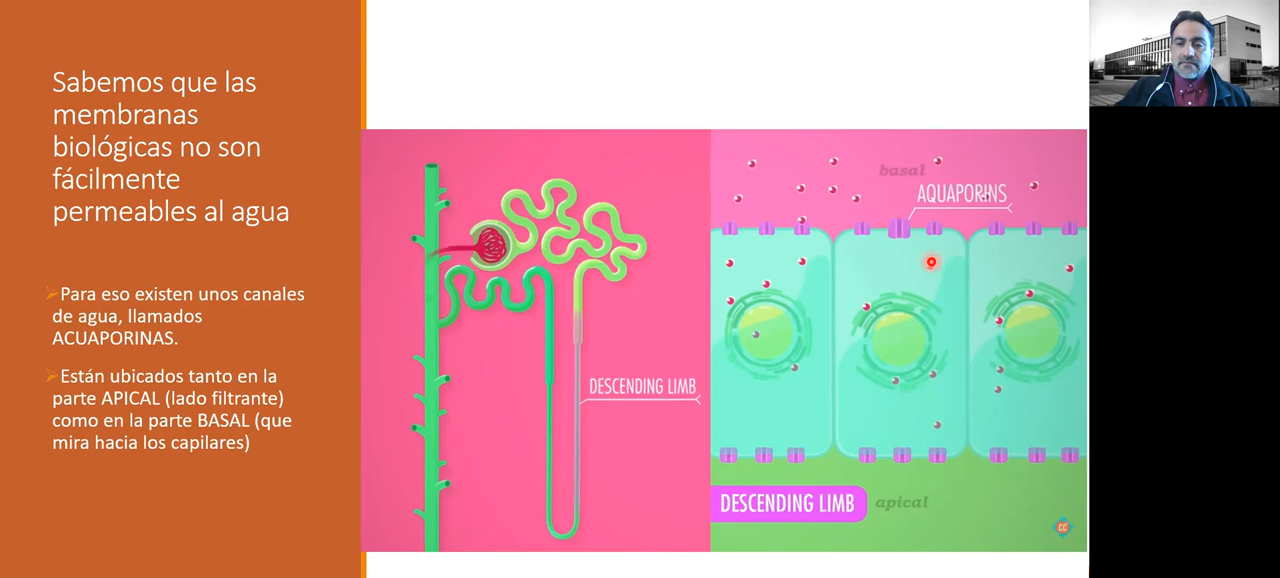 Sabemos que las
membranas
biológicas no son
fácilmente
permeables al agua
Para eso existen unos canales
de agua, llamados
ACUAPORINAS.
Están ubicados tanto en la
parte APICAL (lado filtrante)
como en la parte BASAL (que
mira hacia los capilares)
DESCENDING LIMB
basal
AQUAPORINS
DESCENDING LIMB
apical
CC